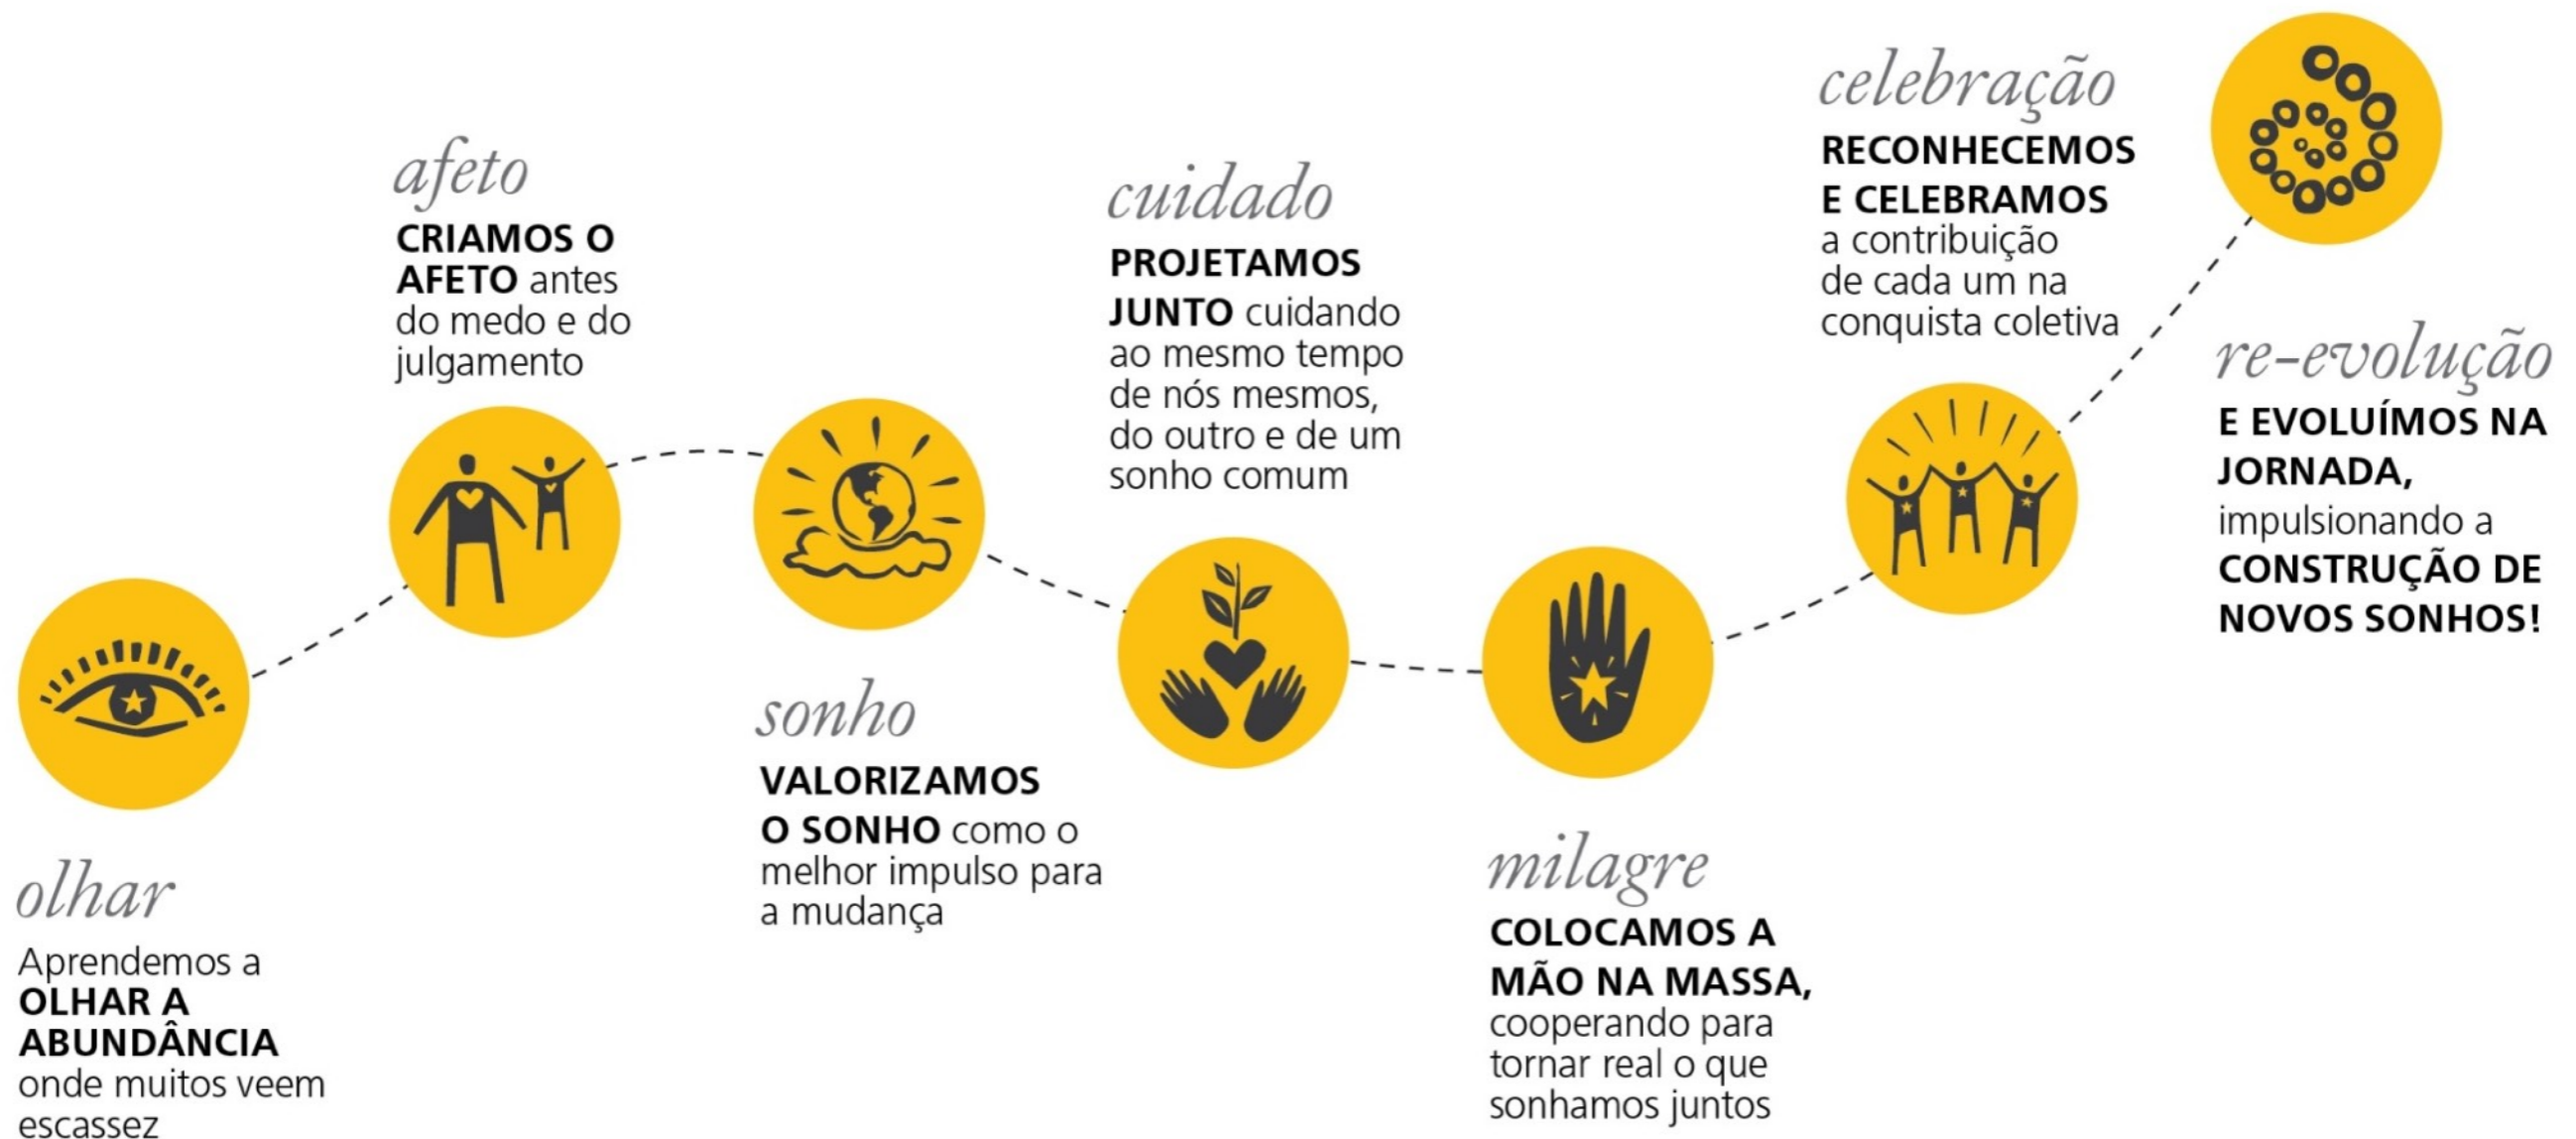 olhar
Aprendemos a
OLHAR A
ABUNDÂNCIA
onde muitos veem
escassez
afeto
CRIAMOS O
AFETO antes
do medo e do
julgamento
sonho
VALORIZAMOS
O SONHO como o
melhor impulso para
a mudança
cuidado
PROJETAMOS
JUNTO cuidando
ao mesmo tempo
de nós mesmos,
do outro e de um
sonho comum
milagre
COLOCAMOS A
MÃO NA MASSA,
cooperando para
tornar real o que
sonhamos juntos
celebração
RECONHECEMOS
E CELEBRAMOS
a contribuição
de cada um na
conquista coletiva
re-evolução
E EVOLUÍMOS NA
JORNADA,
impulsionando a
CONSTRUÇÃO DE
NOVOS SONHOS!